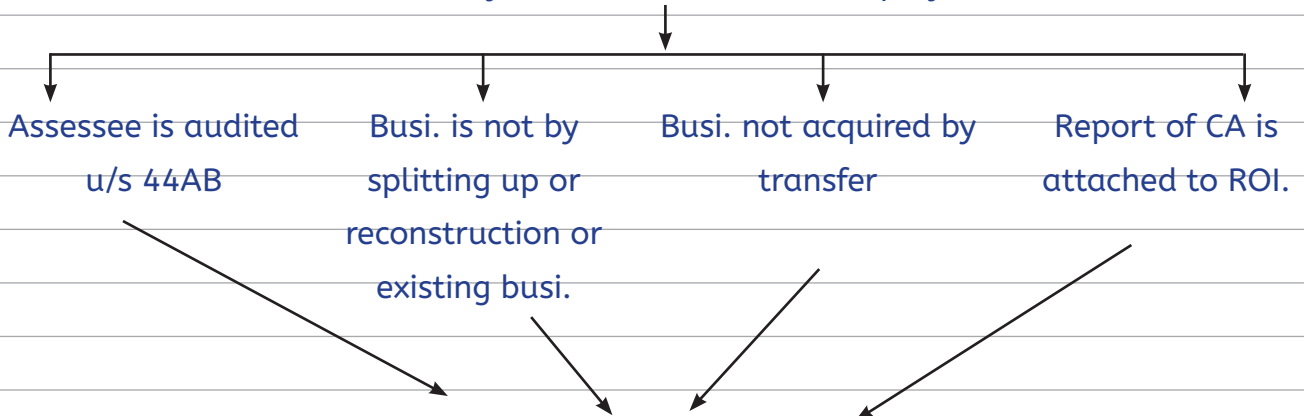 Assessee is audited
u/s 44AB
Busi. is not by
splitting up or
reconstruction or
existing busi.
Busi. not acquired by
transfer
Report of CA is
attached to ROI.